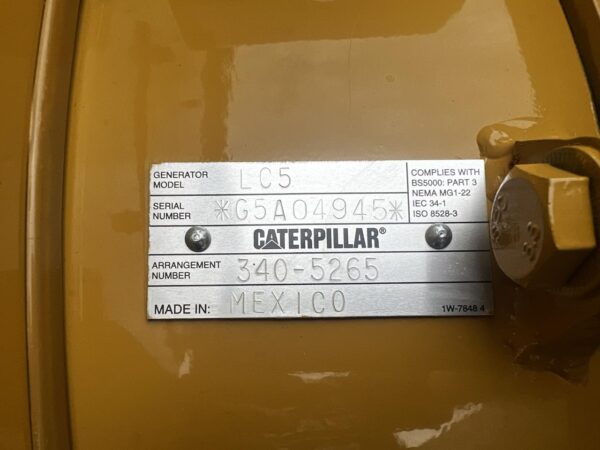 GENERATOR MODEL LC5
SERIAL NUMBER *G5A04945*
COMPLIES WITH
BS5000: PART 3
NEMA MG1-22
IEC 34-1
ISO 8528-3
CATERPILLAR®
ARRANGEMENT NUMBER 340-5265
MADE IN: MEXICO
1W-7848 4